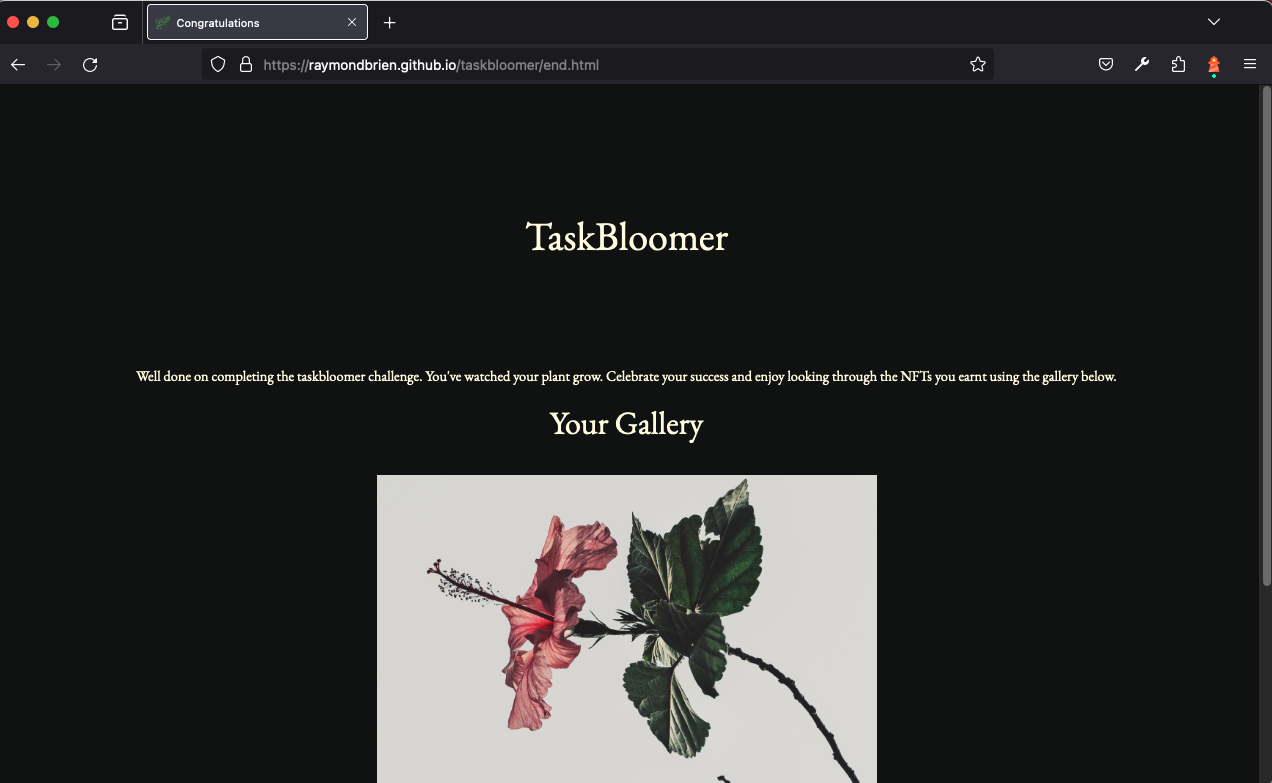 Congratulations
https://raymondbrien.github.io/taskbloomer/end.html
TaskBloomer
Well done on completing the taskbloomer challenge. You've watched your plant grow. Celebrate your success and enjoy looking through the NFTs you earnt using the gallery below.
Your Gallery